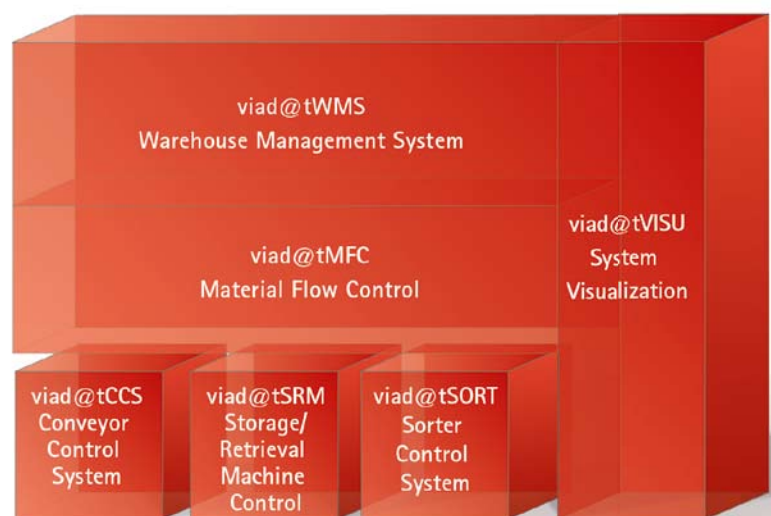 viad@tWMS
Warehouse Management System
viad@tMFC
Material Flow Control
viad@tVISU
System
Visualization
viad@tCCS
Conveyor
Control
System
viad@tSRM
Storage/
Retrieval
Machine
Control
viad@tSORT
Sorter
Control
System